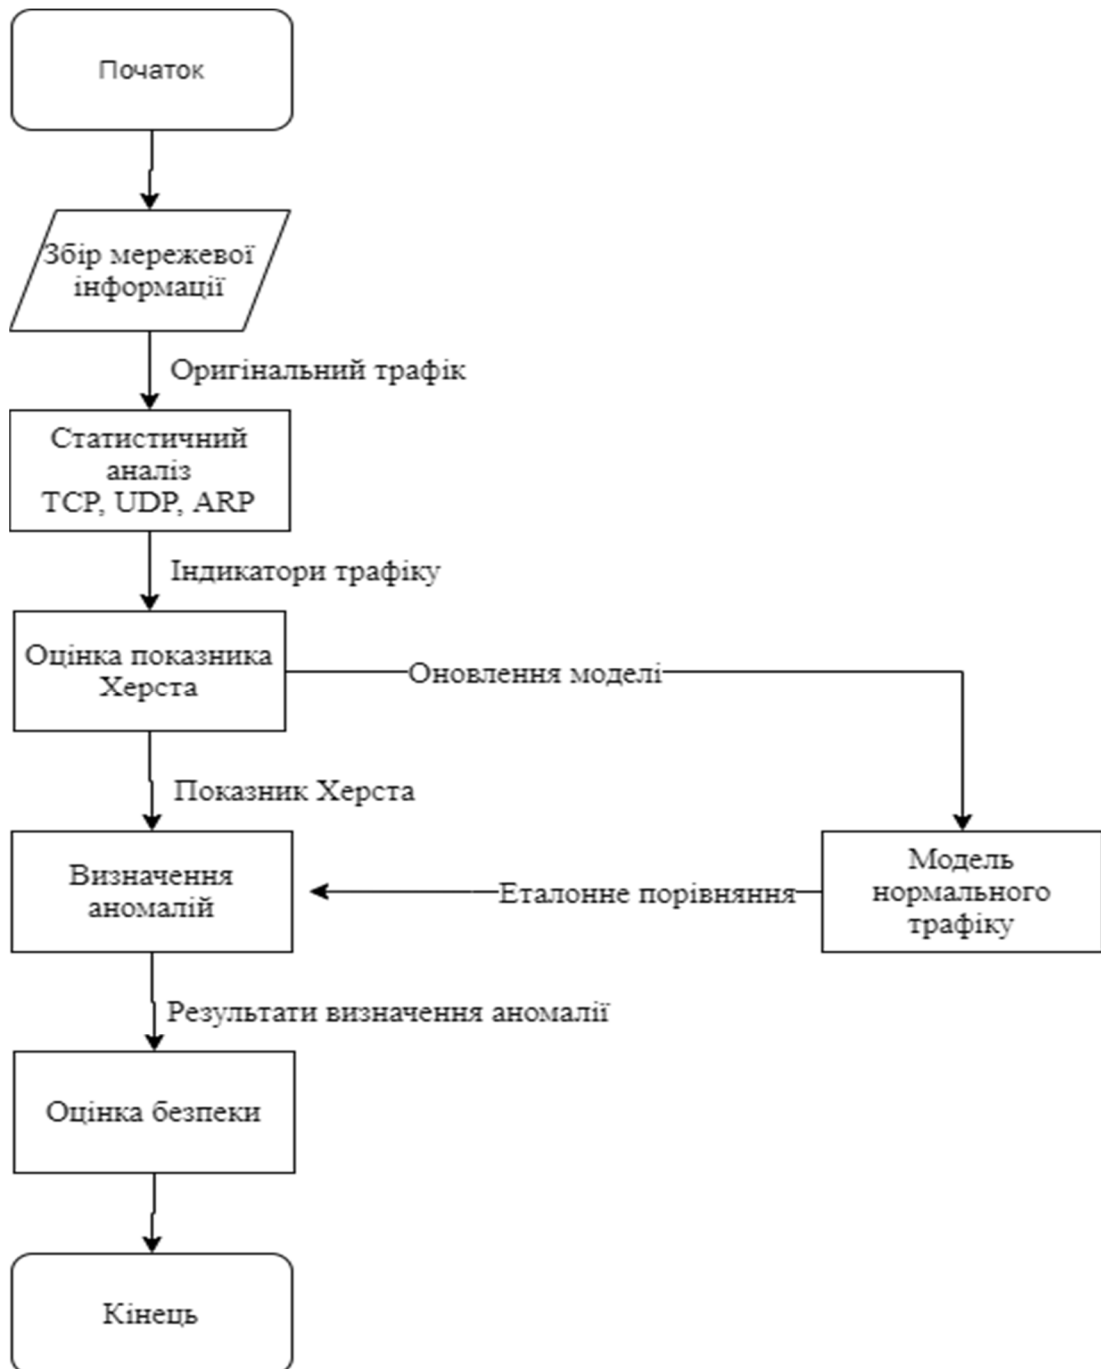 Початок
Збір мережевої
інформації
Оригінальний трафік
Статистичний
аналіз
TCP, UDP, ARP
Індикатори трафіку
Оцінка показника
Херста
Оновлення моделі
Показник Херста
Визначення
аномалій
Еталонне порівняння
Модель
нормального
трафіку
Результати визначення аномалії
Оцінка безпеки
Кінець